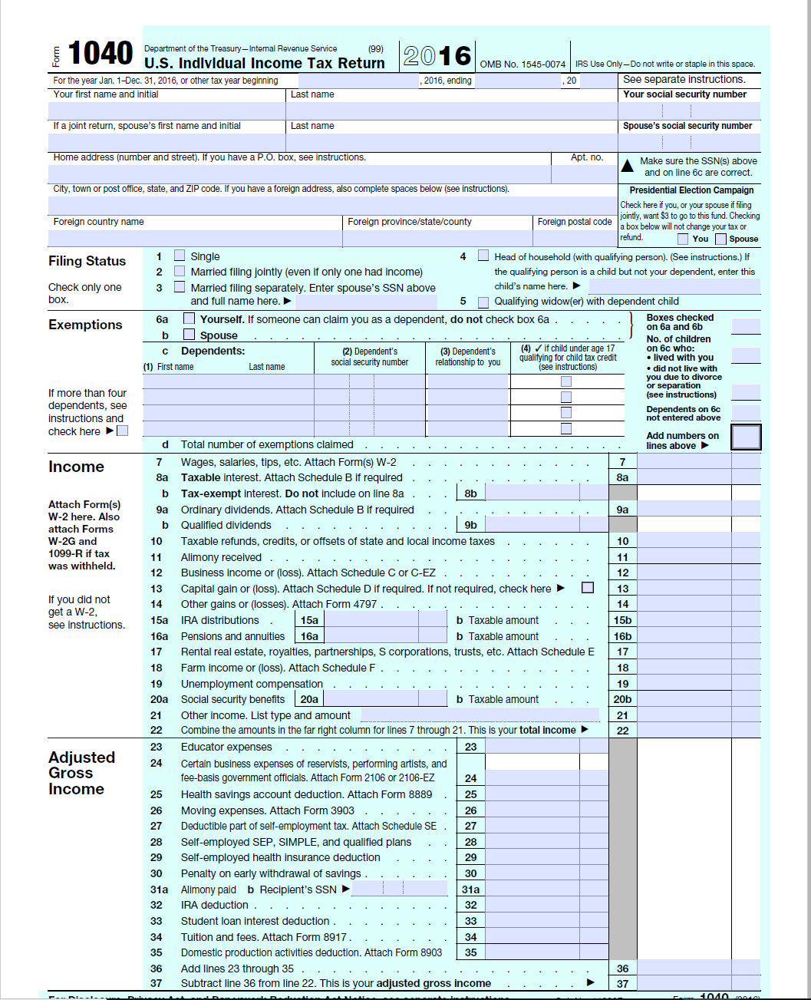 Form 1040 Department of the Treasury—Internal Revenue Service (99)
U.S. Individual Income Tax Return 2016 OMB No. 1545-0074 IRS Use Only—Do not write or staple in this space.
For the year Jan. 1–Dec. 31, 2016, or other tax year beginning , 2016, ending , 20 See separate instructions.
Your first name and initial Last name Your social security number
If a joint return, spouse's first name and initial Last name Spouse's social security number
Home address (number and street). If you have a P.O. box, see instructions. Apt. no.
▲ Make sure the SSN(s) above
and on line 6c are correct.
City, town or post office, state, and ZIP code. If you have a foreign address, also complete spaces below (see instructions).
Foreign country name Foreign province/state/county Foreign postal code
Presidential Election Campaign
Check here if you, or your spouse if filing
jointly, want $3 to go to this fund. Checking
a box below will not change your tax or
refund. You Spouse
Filing Status
Check only one
box.
1 Single
2 Married filing jointly (even if only one had income)
3 Married filing separately. Enter spouse's SSN above
and full name here. ▶
4 Head of household (with qualifying person). (See instructions.) If
the qualifying person is a child but not your dependent, enter this
child's name here. ▶
5 Qualifying widow(er) with dependent child
Exemptions
6a Yourself. If someone can claim you as a dependent, do not check box 6a . . . . .
b Spouse . . . . . . . . . . . . . . . . . . . . . . .
c Dependents:
(1) First name Last name
(2) Dependent's
social security number
(3) Dependent's
relationship to you
(4) ✓ if child under age 17
qualifying for child tax credit
(see instructions)
If more than four
dependents, see
instructions and
check here ▶
d Total number of exemptions claimed . . . . . . . . . . . . . . . . .
Boxes checked
on 6a and 6b
No. of children
on 6c who:
• lived with you
• did not live with
you due to divorce
or separation
(see instructions)
Dependents on 6c
not entered above
Add numbers on
lines above ▶
Income
Attach Form(s)
W-2 here. Also
attach Forms
W-2G and
1099-R if tax
was withheld.
If you did not
get a W-2,
see instructions.
7 Wages, salaries, tips, etc. Attach Form(s) W-2 . . . . . . . . . . . 7
8a Taxable interest. Attach Schedule B if required . . . . . . . . . . . 8a
b Tax-exempt interest. Do not include on line 8a . . . 8b
9a Ordinary dividends. Attach Schedule B if required . . . . . . . . . . 9a
b Qualified dividends . . . . . . . . . . . 9b
10 Taxable refunds, credits, or offsets of state and local income taxes . . . . . . 10
11 Alimony received . . . . . . . . . . . . . . . . . . . . . 11
12 Business income or (loss). Attach Schedule C or C-EZ . . . . . . . . . 12
13 Capital gain or (loss). Attach Schedule D if required. If not required, check here ▶ 13
14 Other gains or (losses). Attach Form 4797 . . . . . . . . . . . . . . 14
15a IRA distributions . 15a b Taxable amount . . . 15b
16a Pensions and annuities 16a b Taxable amount . . . 16b
17 Rental real estate, royalties, partnerships, S corporations, trusts, etc. Attach Schedule E 17
18 Farm income or (loss). Attach Schedule F . . . . . . . . . . . . . . 18
19 Unemployment compensation . . . . . . . . . . . . . . . . . 19
20a Social security benefits 20a b Taxable amount . . . 20b
21 Other income. List type and amount 21
22 Combine the amounts in the far right column for lines 7 through 21. This is your total income ▶ 22
Adjusted
Gross
Income
23 Educator expenses . . . . . . . . . . . 23
24 Certain business expenses of reservists, performing artists, and
fee-basis government officials. Attach Form 2106 or 2106-EZ 24
25 Health savings account deduction. Attach Form 8889 . 25
26 Moving expenses. Attach Form 3903 . . . . . . 26
27 Deductible part of self-employment tax. Attach Schedule SE . 27
28 Self-employed SEP, SIMPLE, and qualified plans . . 28
29 Self-employed health insurance deduction . . . . 29
30 Penalty on early withdrawal of savings . . . . . . 30
31a Alimony paid b Recipient's SSN ▶ 31a
32 IRA deduction . . . . . . . . . . . . . 32
33 Student loan interest deduction . . . . . . . . 33
34 Tuition and fees. Attach Form 8917 . . . . . . . 34
35 Domestic production activities deduction. Attach Form 8903 35
36 Add lines 23 through 35 . . . . . . . . . . . . . . . . . . . 36
37 Subtract line 36 from line 22. This is your adjusted gross income . . . . . ▶ 37
For Disclosure, Privacy Act, and Paperwork Reduction Act Notice, see separate instructions. Form 1040 (2016)